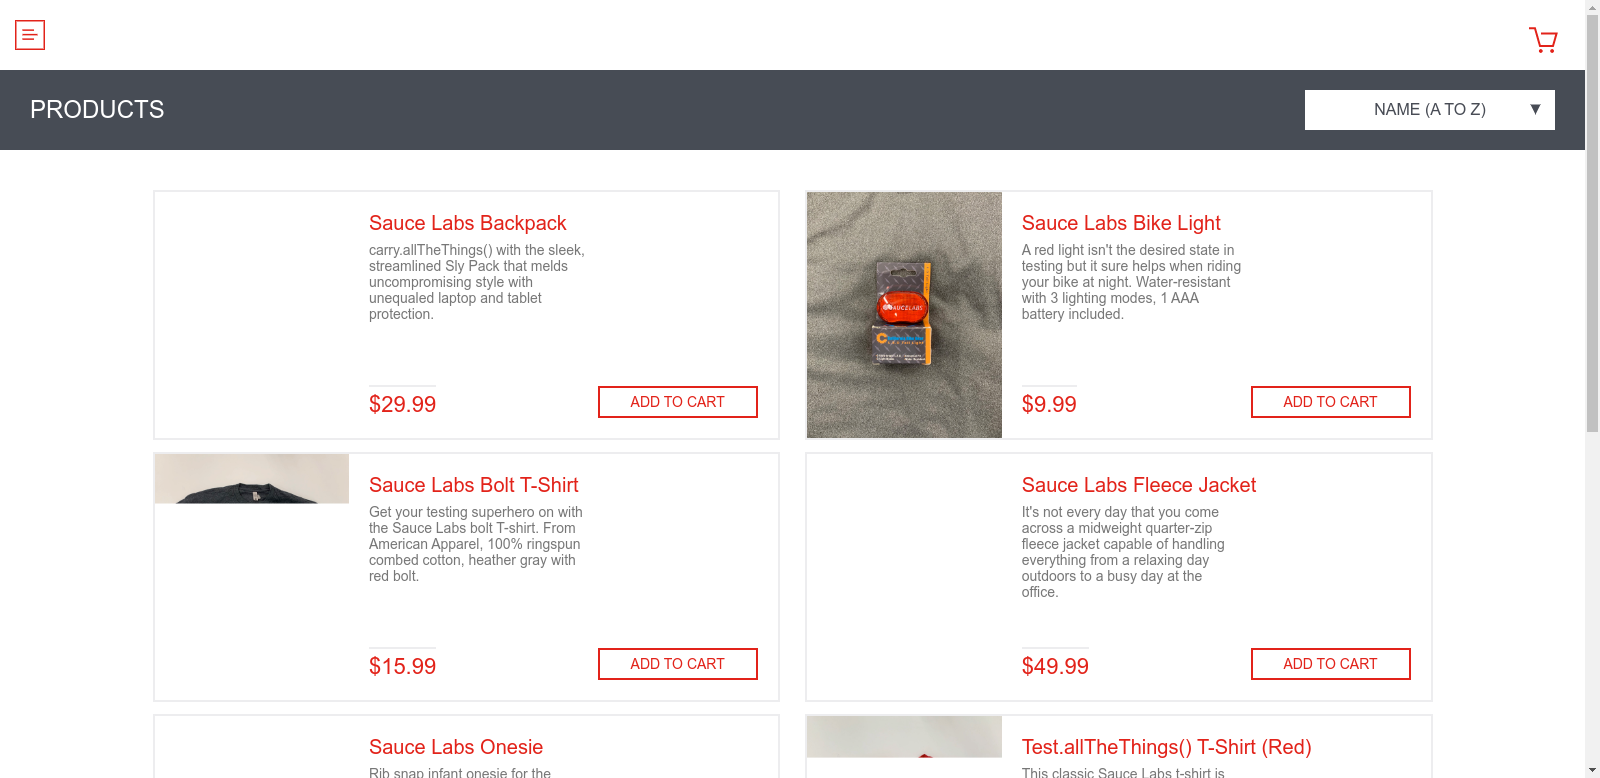 PRODUCTS
NAME (A TO Z)
Sauce Labs Backpack
carry.allTheThings() with the sleek,
streamlined Sly Pack that melds
uncompromising style with
unequaled laptop and tablet
protection.
$29.99
ADD TO CART
Sauce Labs Bike Light
A red light isn't the desired state in
testing but it sure helps when riding
your bike at night. Water-resistant
with 3 lighting modes, 1 AAA
battery included.
$9.99
ADD TO CART
SAUCELABS
Sauce Labs Bolt T-Shirt
Get your testing superhero on with
the Sauce Labs bolt T-shirt. From
American Apparel, 100% ringspun
combed cotton, heather gray with
red bolt.
$15.99
ADD TO CART
Sauce Labs Fleece Jacket
It's not every day that you come
across a midweight quarter-zip
fleece jacket capable of handling
everything from a relaxing day
outdoors to a busy day at the
office.
$49.99
ADD TO CART
Sauce Labs Onesie
Rib snap infant onesie for the
Test.allTheThings() T-Shirt (Red)
This classic Sauce Labs t-shirt is